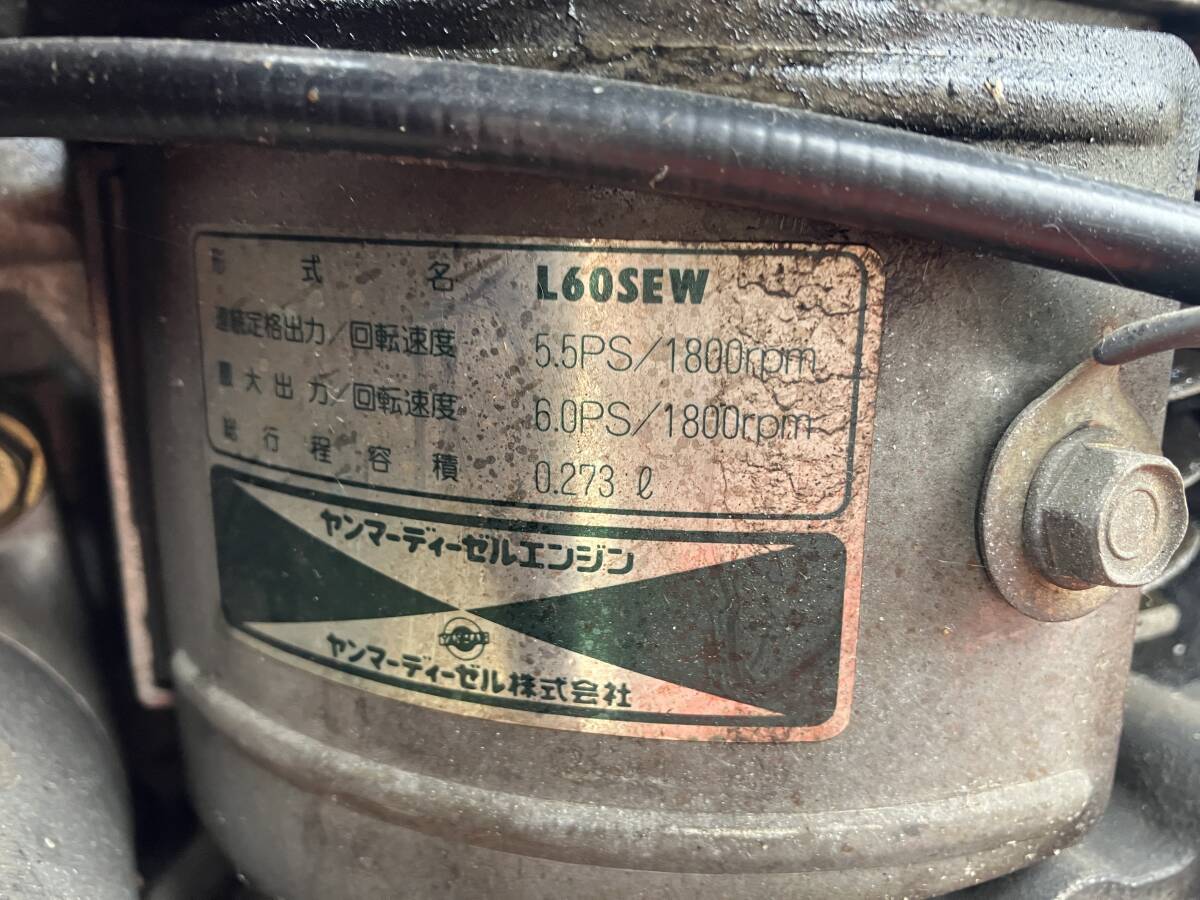 形式名 L60SEW
連続定格出力/回転速度 5.5PS/1800rpm
最大出力/回転速度 6.0PS/1800rpm
総行程容積 0.273 ℓ
ヤンマーディーゼルエンジン
YANMAR
ヤンマーディーゼル株式会社